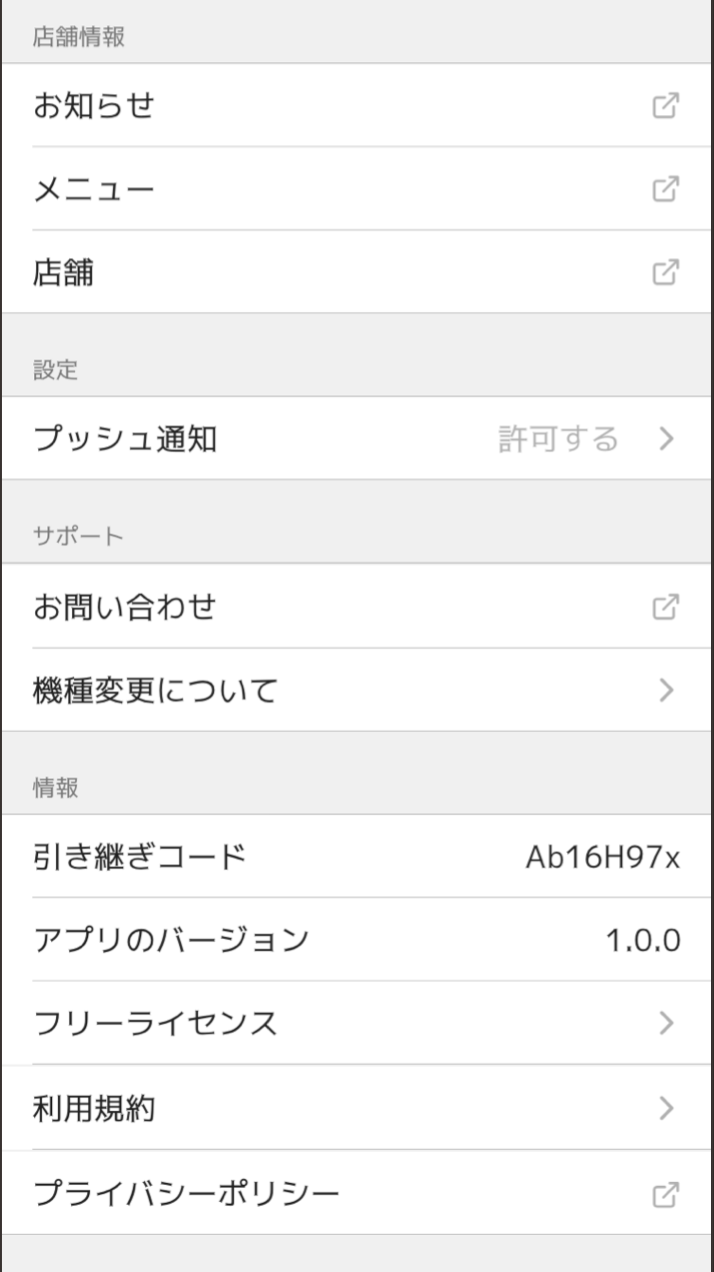 店舗情報
お知らせ
メニュー
店舗
設定
プッシュ通知 許可する
サポート
お問い合わせ
機種変更について
情報
引き継ぎコード Ab16H97x
アプリのバージョン 1.0.0
フリーライセンス
利用規約
プライバシーポリシー